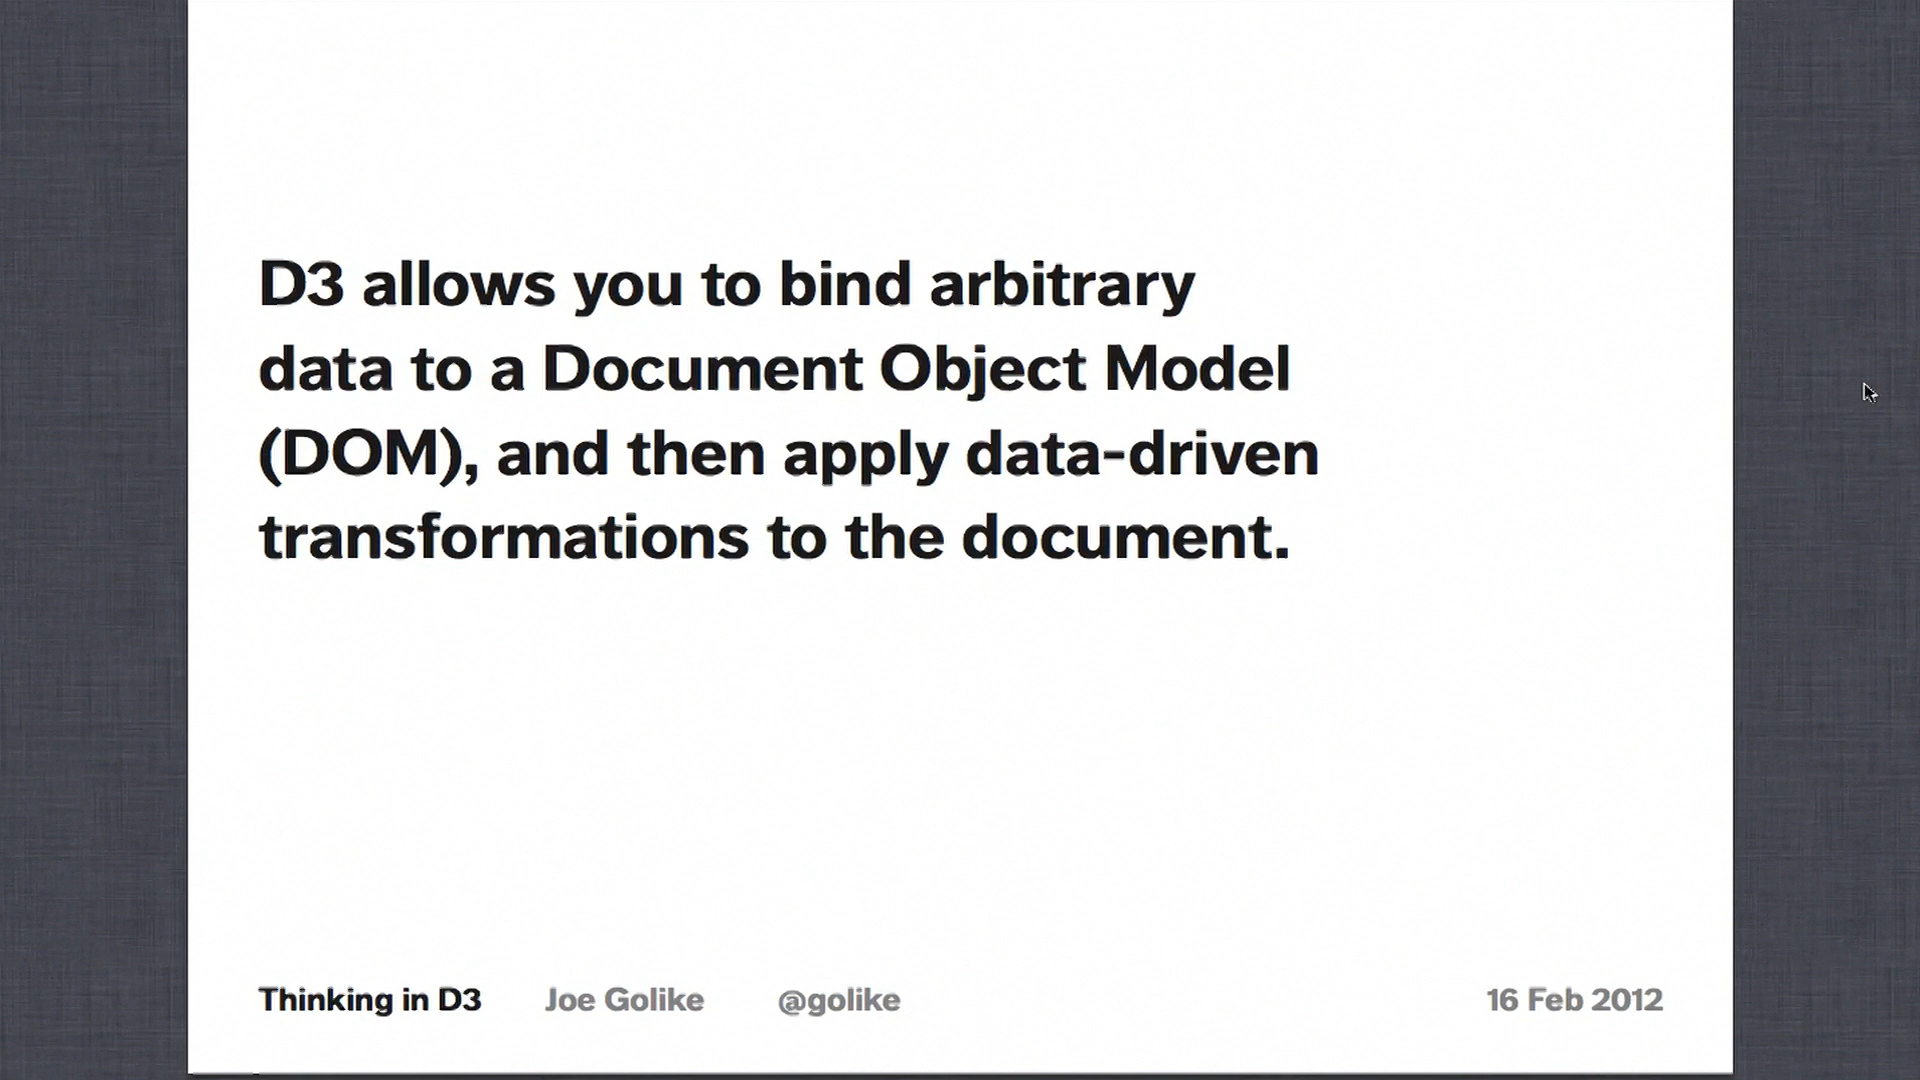 D3 allows you to bind arbitrary
data to a Document Object Model
(DOM), and then apply data-driven
transformations to the document.
Thinking in D3 Joe Golike @golike 16 Feb 2012